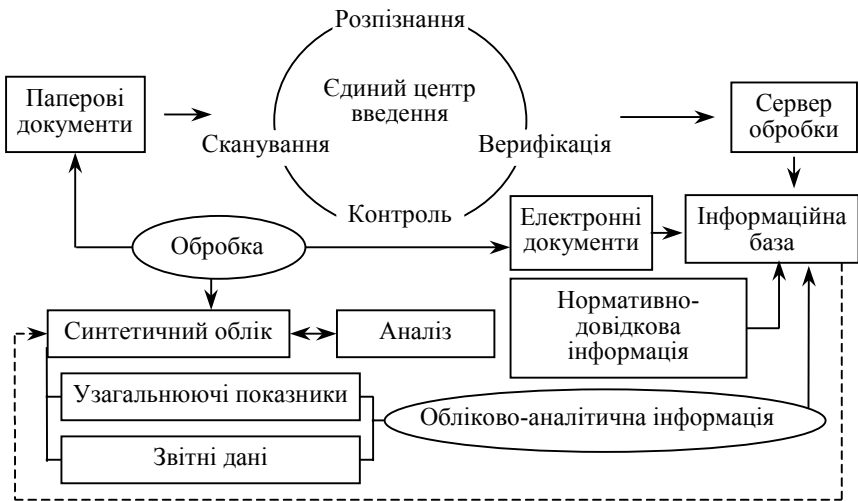 Розпізнання
Єдиний центр
введення
Паперові
документи
Сканування
Верифікація
Сервер
обробки
Контроль
Обробка
Електронні
документи
Інформаційна
база
Нормативно-
довідкова
інформація
Синтетичний облік
Аналіз
Узагальнюючі показники
Обліково-аналітична інформація
Звітні дані